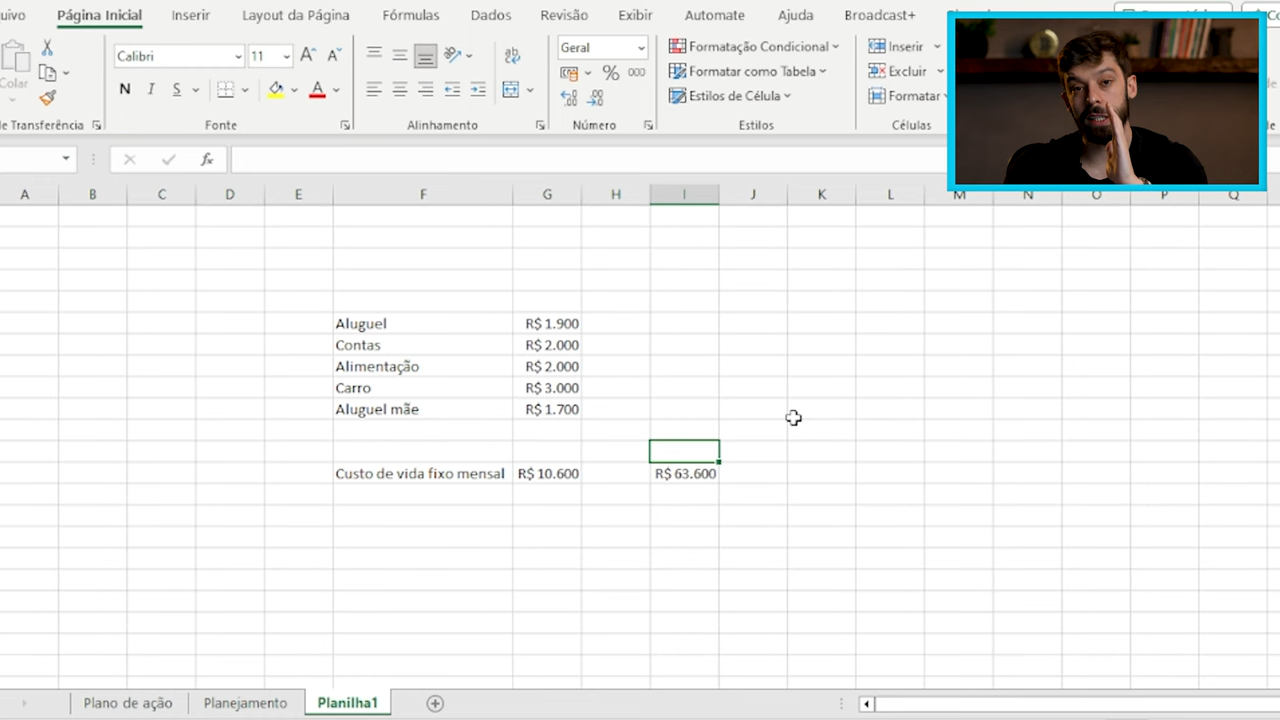 quivo Página Inicial Inserir Layout da Página Fórmulas Dados Revisão Exibir Automate Ajuda Broadcast+
Colar
Calibri 11 A A Geral Formatação Condicional Inserir
N I S A % 000 Formatar como Tabela Excluir
Estilos de Célula Formatar
e Transferência Fonte Alinhamento Número Estilos Células
fx
A B C D E F G H I J K L M N O P Q
Aluguel R$ 1.900
Contas R$ 2.000
Alimentação R$ 2.000
Carro R$ 3.000
Aluguel mãe R$ 1.700
Custo de vida fixo mensal R$ 10.600 R$ 63.600
Plano de ação Planejamento Planilha1